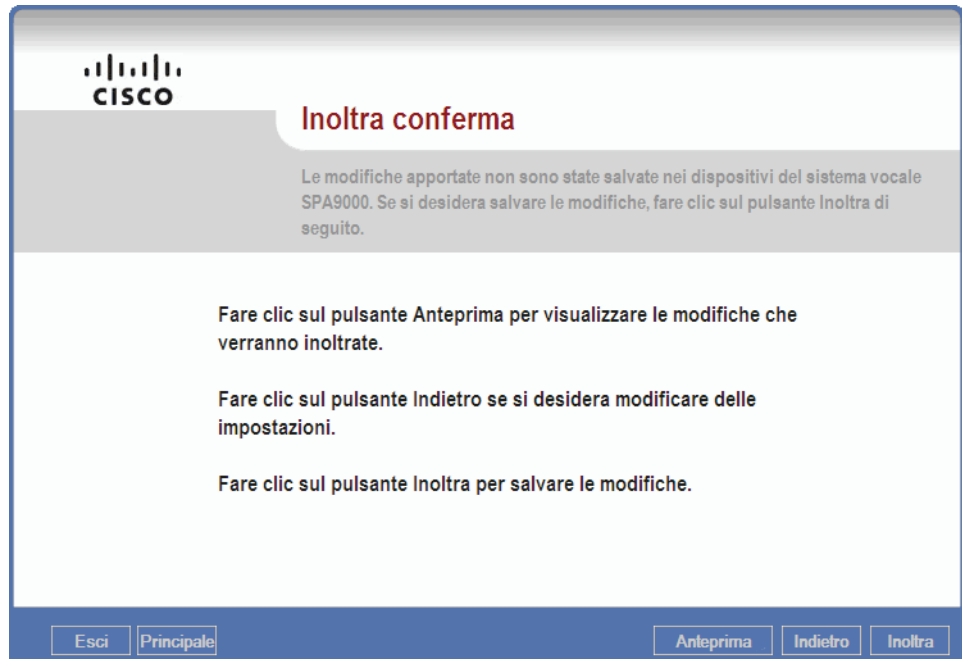 CISCO
Inoltra conferma
Le modifiche apportate non sono state salvate nei dispositivi del sistema vocale
SPA9000. Se si desidera salvare le modifiche, fare clic sul pulsante Inoltra di
seguito.
Fare clic sul pulsante Anteprima per visualizzare le modifiche che
verranno inoltrate.
Fare clic sul pulsante Indietro se si desidera modificare delle
impostazioni.
Fare clic sul pulsante Inoltra per salvare le modifiche.
Esci Principale Anteprima Indietro Inoltra